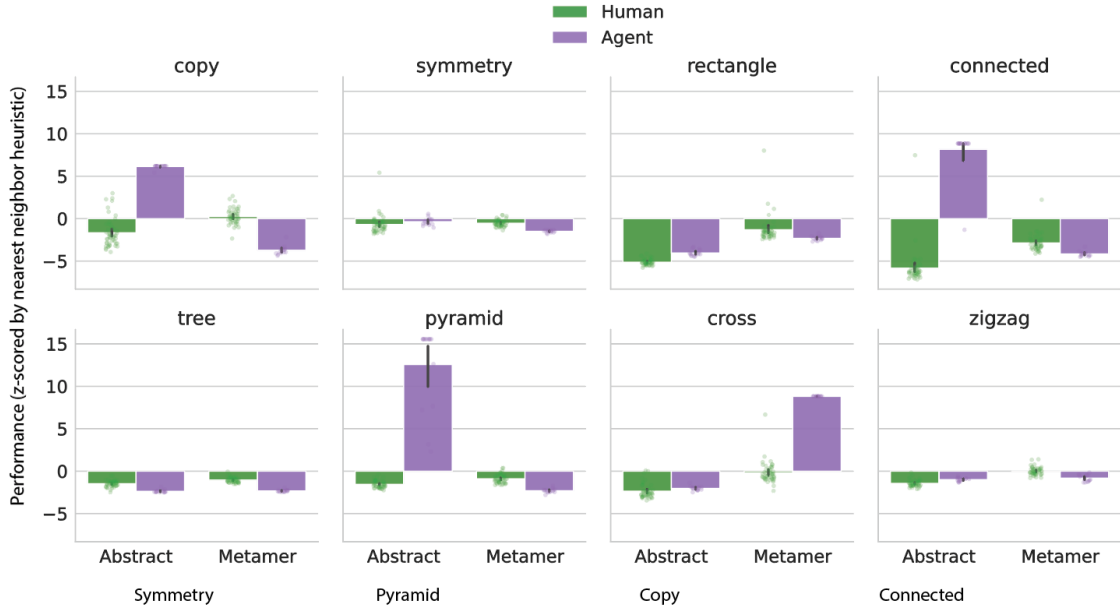 Human
Agent
copy symmetry rectangle connected
Performance (z-scored by nearest neighbor heuristic)
15
10
5
0
−5
tree pyramid cross zigzag
15
10
5
0
−5
Abstract Metamer Abstract Metamer Abstract Metamer Abstract Metamer
Symmetry Pyramid Copy Connected